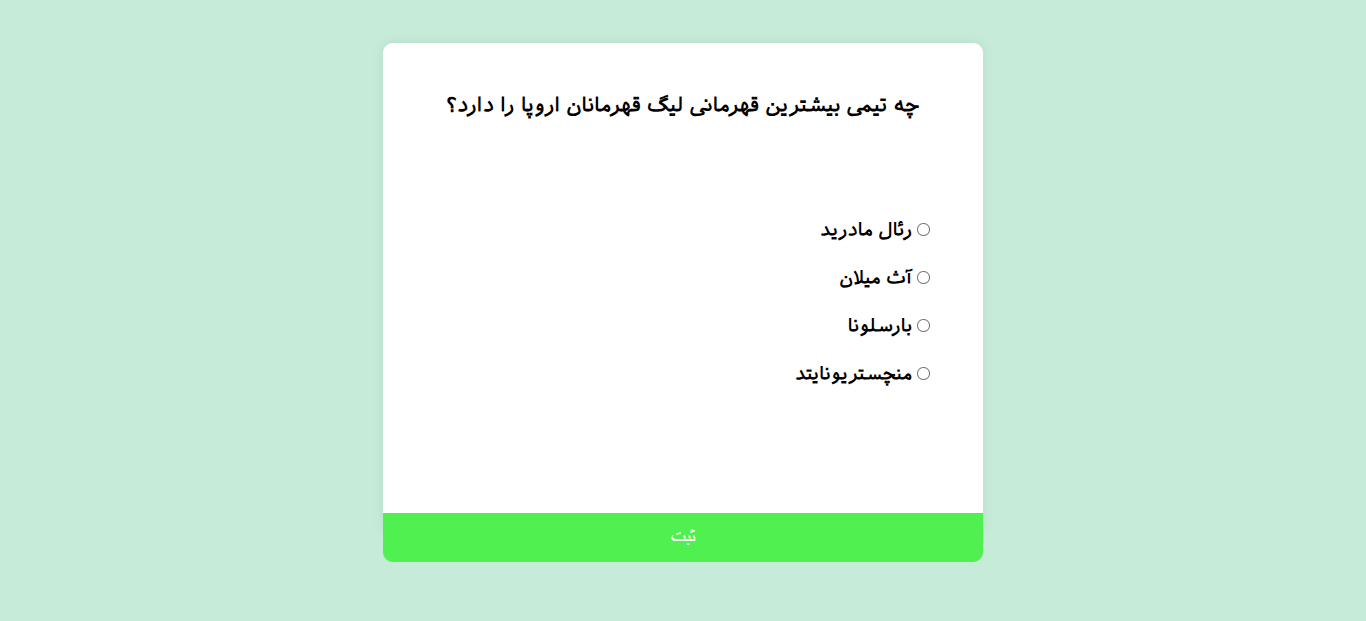 چه تیمی بیشترین قهرمانی لیگ قهرمانان اروپا را دارد؟
رئال مادرید
آث میلان
بارسلونا
منچستریونایتد
ثبت